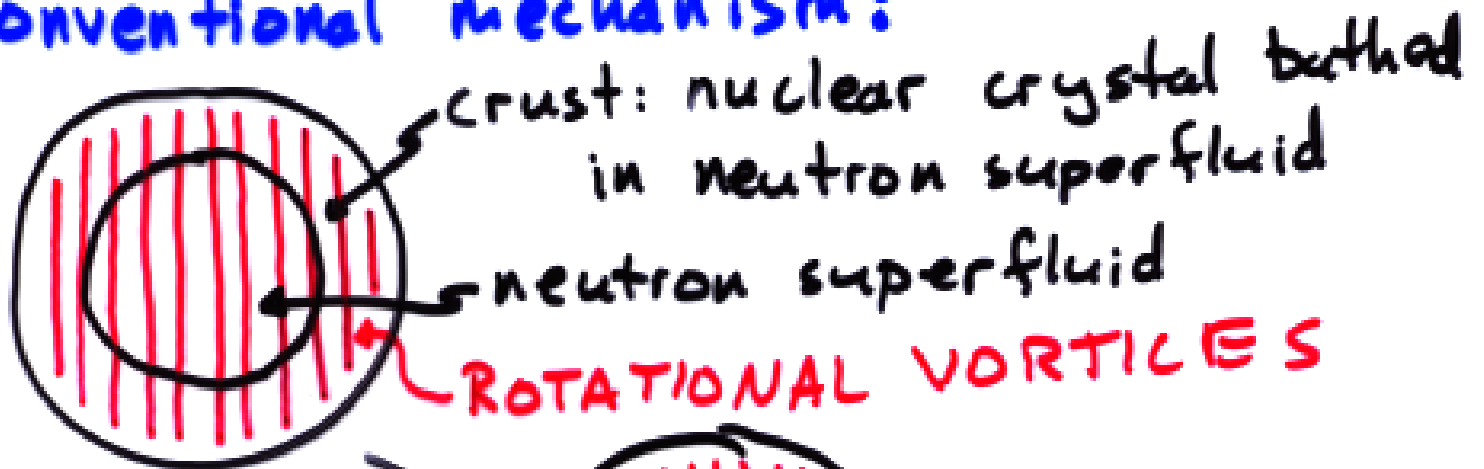 onventional mechanism:
crust: nuclear crystal bathed
in neutron superfluid
neutron superfluid
ROTATIONAL VORTICES